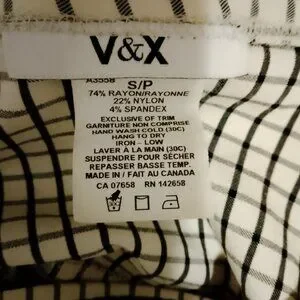 V&X
A3558
S/P
74% RAYON/RAYONNE
22% NYLON
4% SPANDEX
EXCLUSIVE OF TRIM
GARNITURE NON COMPRISE
HAND WASH COLD (30C)
HANG TO DRY
IRON - LOW
LAVER À LA MAIN (30C)
SUSPENDRE POUR SÉCHER
REPASSER BASSE TEMP.
MADE IN / FAIT AU CANADA
CA 07658 RN 142658